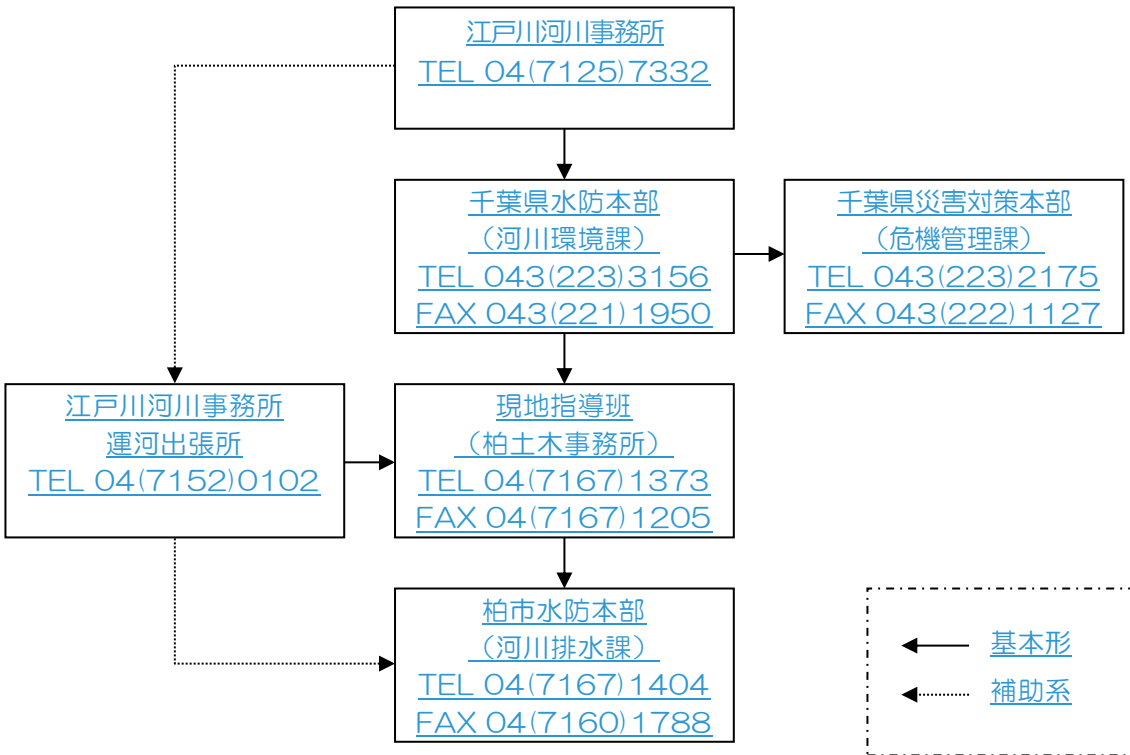 江戸川河川事務所
TEL 04(7125)7332
千葉県水防本部
（河川環境課）
TEL 043(223)3156
FAX 043(221)1950
千葉県災害対策本部
（危機管理課）
TEL 043(223)2175
FAX 043(222)1127
江戸川河川事務所
運河出張所
TEL 04(7152)0102
現地指導班
（柏土木事務所）
TEL 04(7167)1373
FAX 04(7167)1205
柏市水防本部
（河川排水課）
TEL 04(7167)1404
FAX 04(7160)1788
基本形
補助系